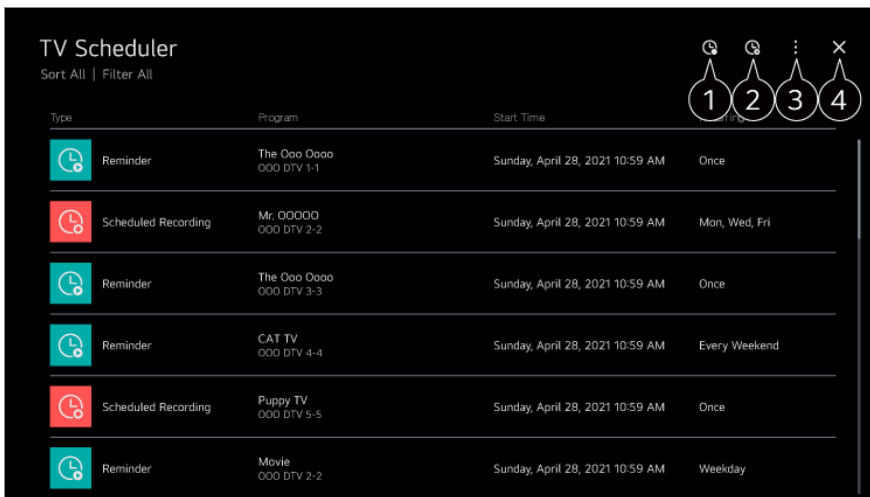 TV Scheduler
Sort All | Filter All
1 2 3 4
Type Program Start Time
Reminder The Ooo Oooo Sunday, April 28, 2021 10:59 AM Once
OOO DTV 1-1
Scheduled Recording Mr. OOOOO Sunday, April 28, 2021 10:59 AM Mon, Wed, Fri
OOO DTV 2-2
Reminder The Ooo Oooo Sunday, April 28, 2021 10:59 AM Once
OOO DTV 3-3
Reminder CAT TV Sunday, April 28, 2021 10:59 AM Every Weekend
OOO DTV 4-4
Scheduled Recording Puppy TV Sunday, April 28, 2021 10:59 AM Once
OOO DTV 5-5
Reminder Movie Sunday, April 28, 2021 10:59 AM Weekday
OOO DTV 2-2